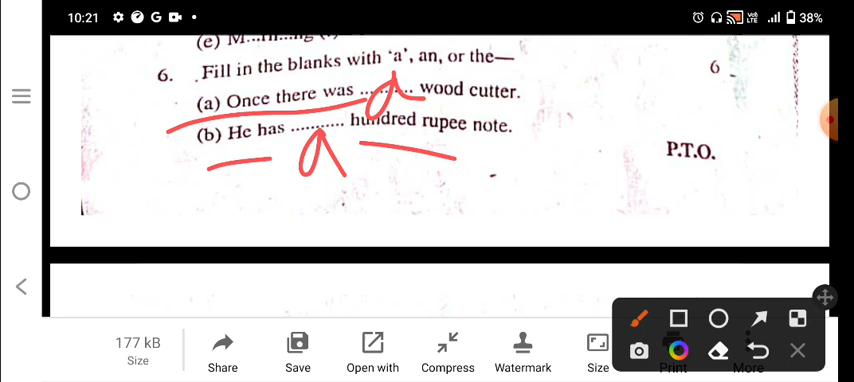 10:21
38%
6. Fill in the blanks with 'a', an, or the—
6
(a) Once there was .......... wood cutter.
a
(b) He has ........... hundred rupee note.
a
P.T.O.
177 kB
Size
Share
Save
Open with
Compress
Watermark
Size
Print
More